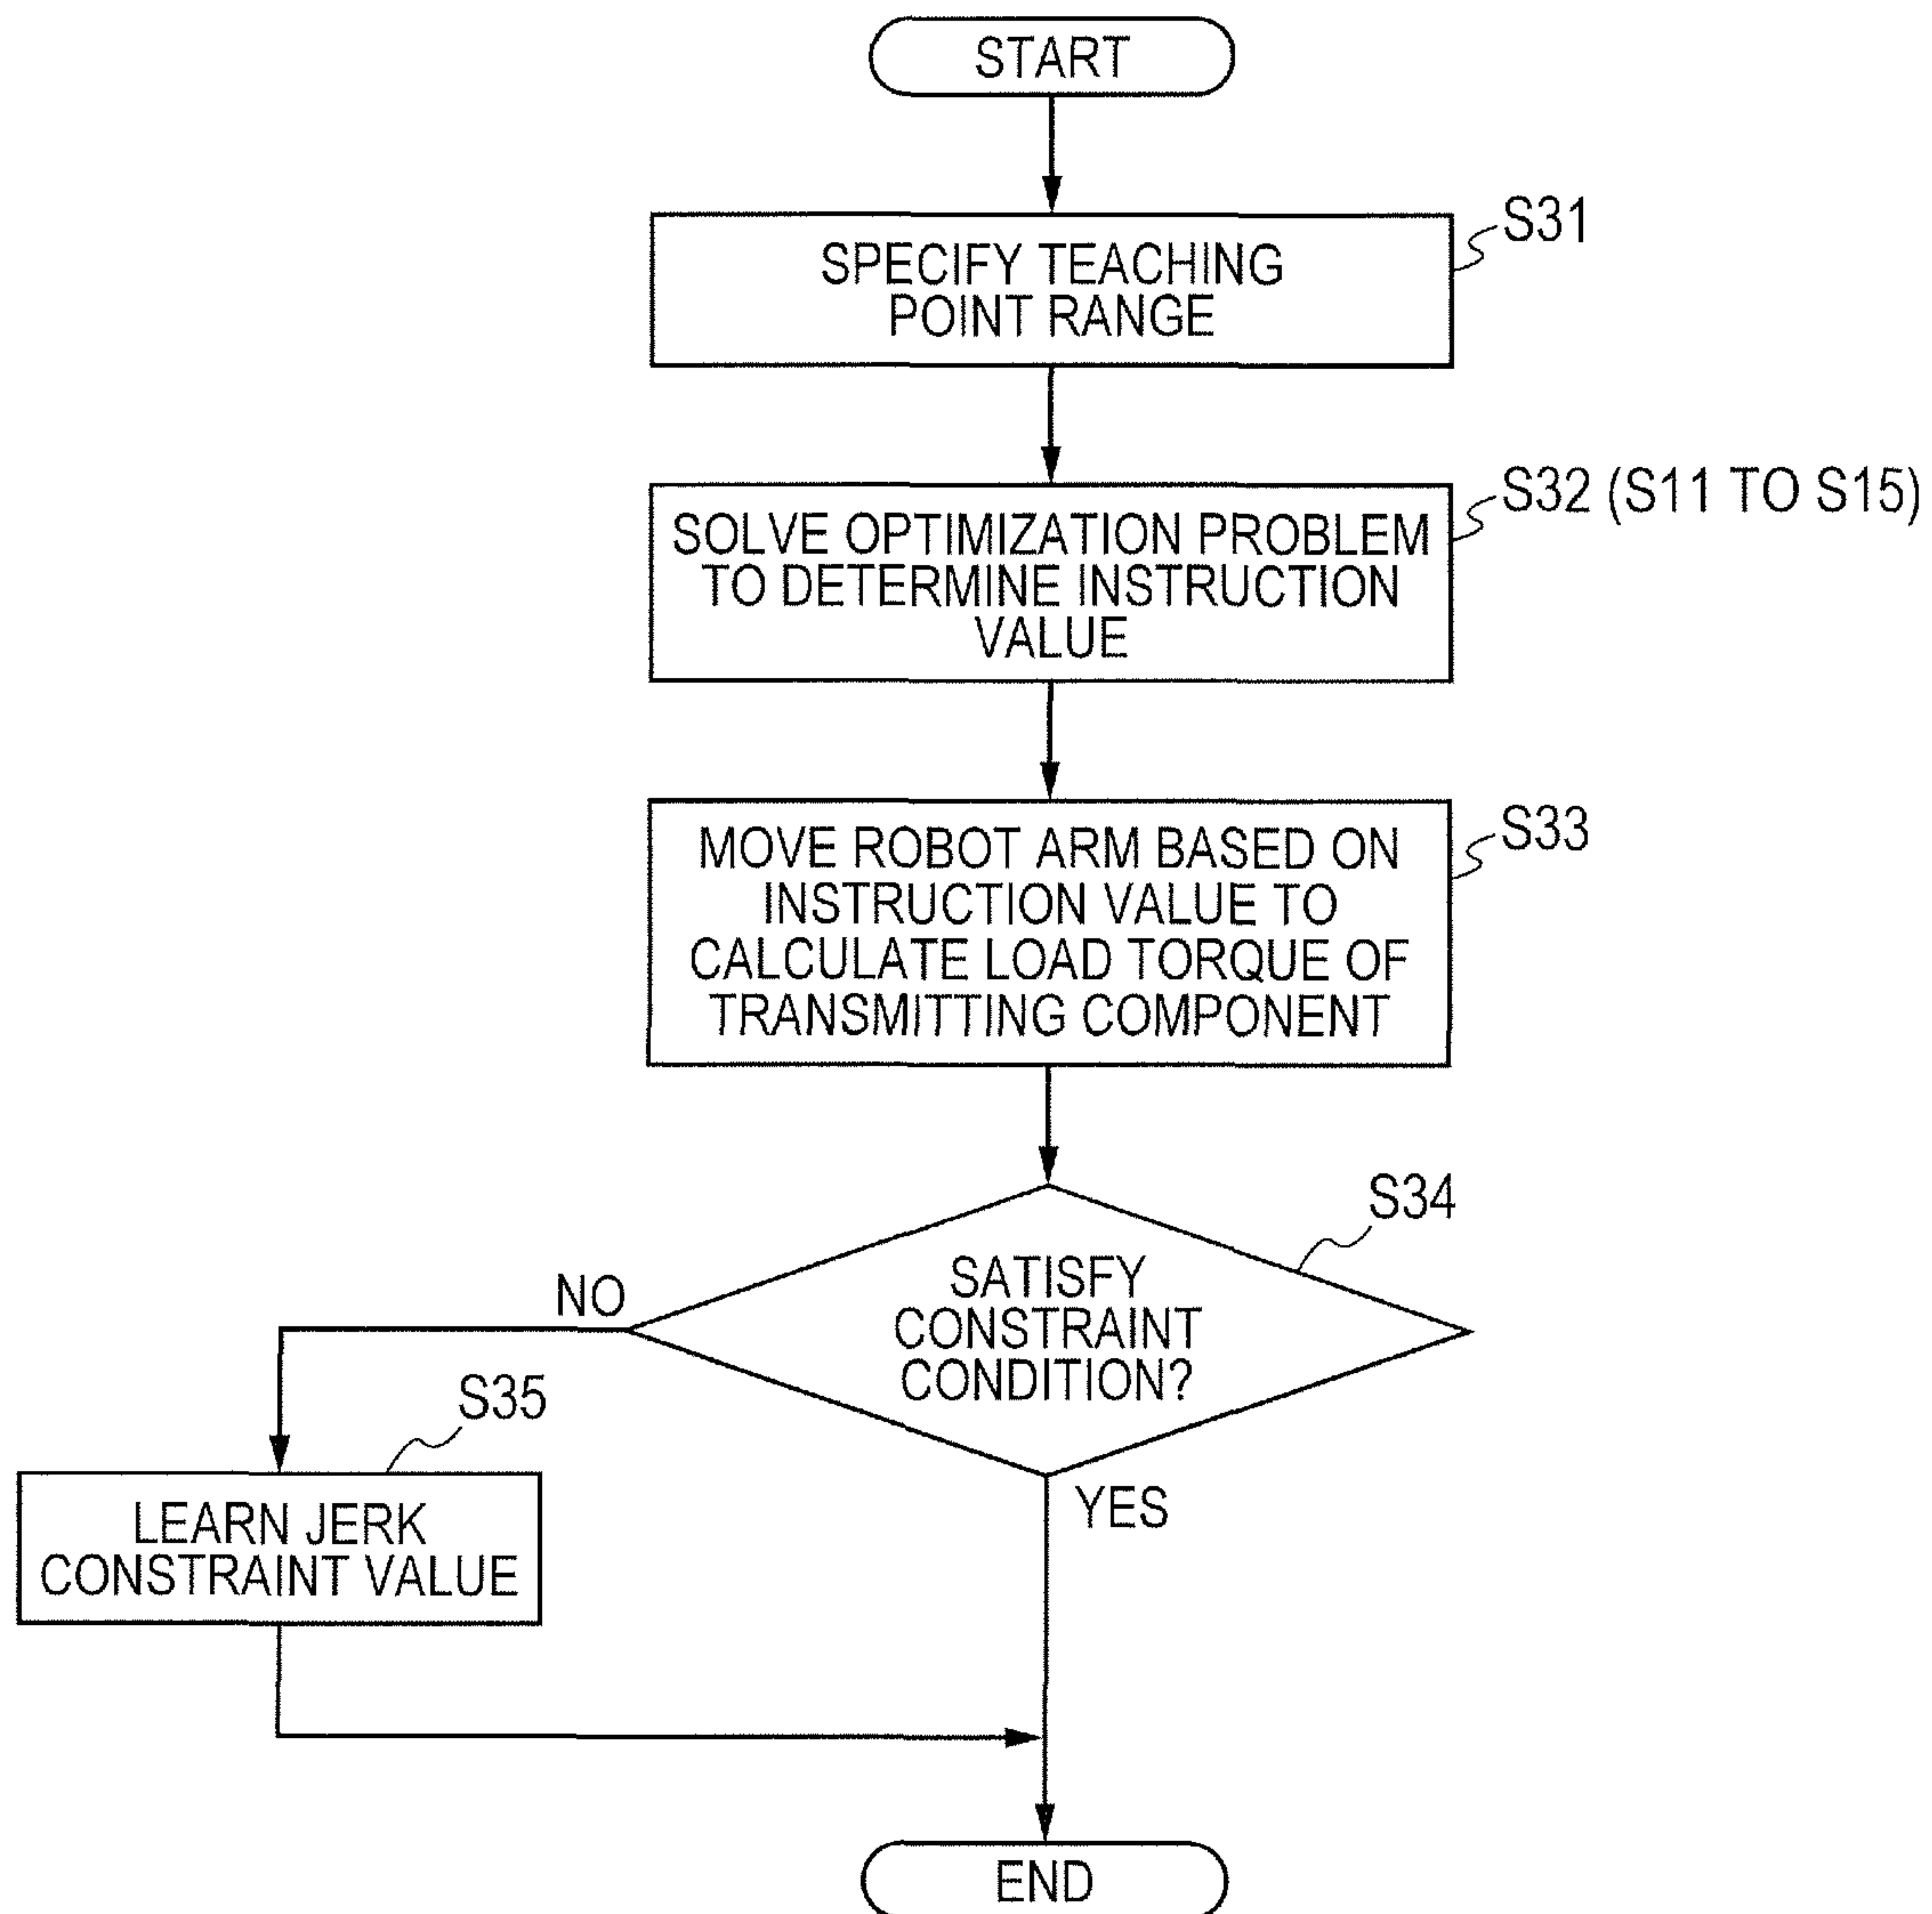 START
S31
SPECIFY TEACHING
POINT RANGE
S32 (S11 TO S15)
SOLVE OPTIMIZATION PROBLEM
TO DETERMINE INSTRUCTION
VALUE
S33
MOVE ROBOT ARM BASED ON
INSTRUCTION VALUE TO
CALCULATE LOAD TORQUE OF
TRANSMITTING COMPONENT
S34
SATISFY
CONSTRAINT
CONDITION?
NO
YES
S35
LEARN JERK
CONSTRAINT VALUE
END